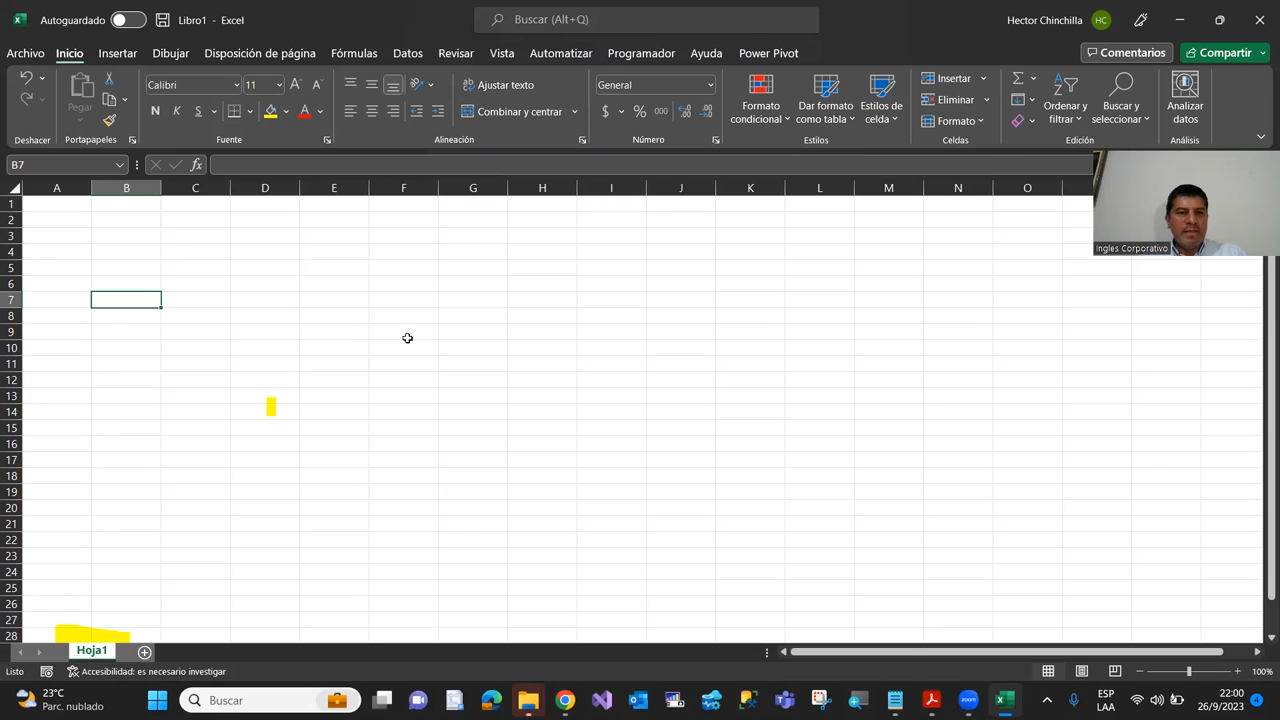 Autoguardado Libro1 - Excel Buscar (Alt+Q) Hector Chinchilla HC
Archivo Inicio Insertar Dibujar Disposición de página Fórmulas Datos Revisar Vista Automatizar Programador Ayuda Power Pivot Comentarios Compartir
Pegar
Calibri 11
N K S
Ajustar texto
Combinar y centrar
General
$ % 000
Formato condicional
Dar formato como tabla
Estilos de celda
Insertar
Eliminar
Formato
Ordenar y filtrar
Buscar y seleccionar
Analizar datos
Deshacer Portapapeles Fuente Alineación Número Estilos Celdas Edición Análisis
B7 fx
A B C D E F G H I J K L M N O
Ingles Corporativo
1
2
3
4
5
6
7
8
9
10
11
12
13
14
15
16
17
18
19
20
21
22
23
24
25
26
27
28
Hoja1
Listo Accesibilidad: es necesario investigar 100%
23°C
Parc. nublado
Buscar
ESP
LAA
22:00
26/9/2023
4